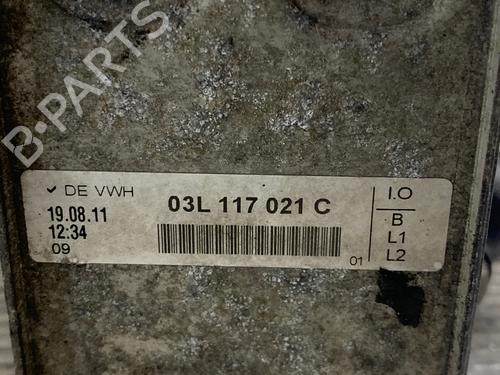 B-PARTS
✓ DE VWH
19.08.11
12:34
09
03L 117 021 C
01
I.O
B
L1
L2